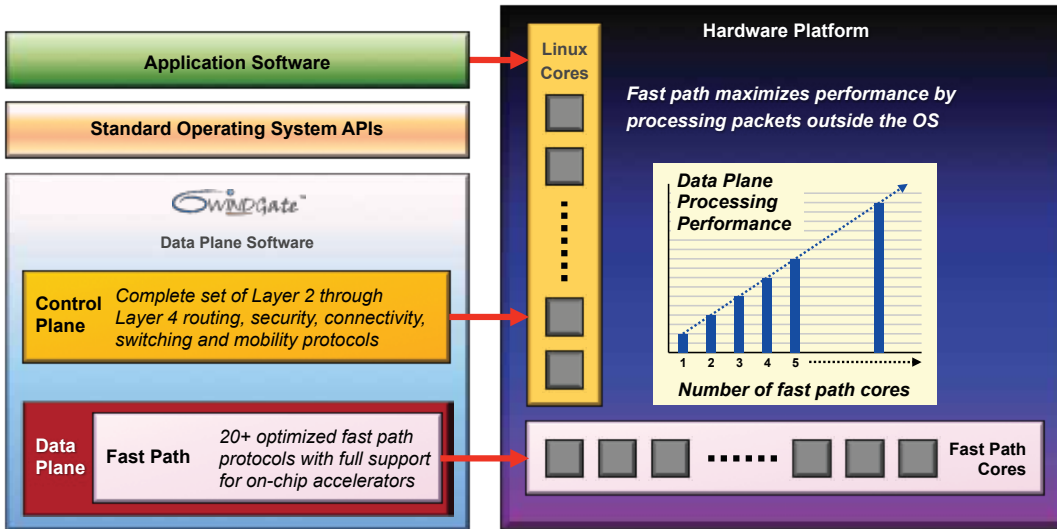 Application Software
Standard Operating System APIs
6WINDGate™
Data Plane Software
Control
Plane
Complete set of Layer 2 through
Layer 4 routing, security, connectivity,
switching and mobility protocols
Data
Plane
Fast Path
20+ optimized fast path
protocols with full support
for on-chip accelerators
Hardware Platform
Linux
Cores
Fast path maximizes performance by
processing packets outside the OS
Data Plane
Processing
Performance
1 2 3 4 5
Number of fast path cores
Fast Path
Cores